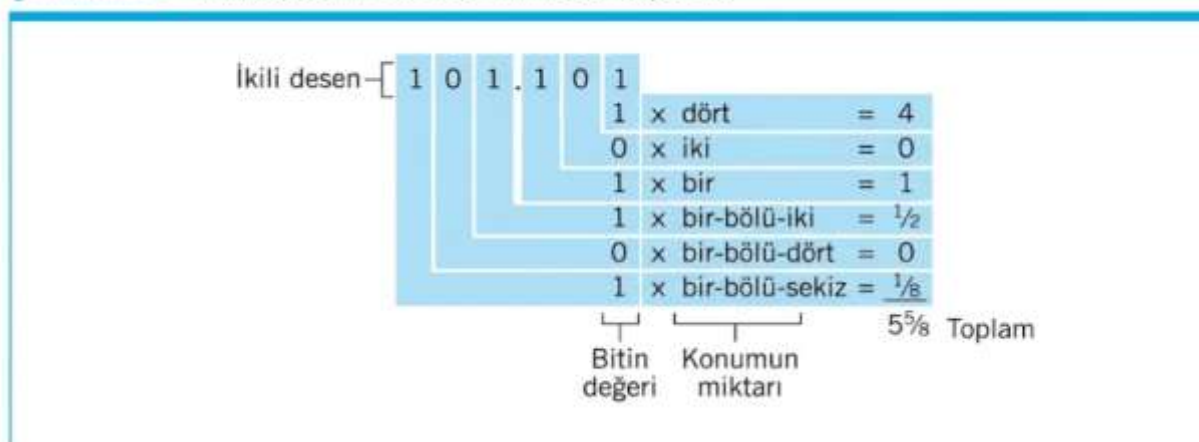 İkili desen 1 0 1 . 1 0 1
1 x dört = 4
0 x iki = 0
1 x bir = 1
1 x bir-bölü-iki = ½
0 x bir-bölü-dört = 0
1 x bir-bölü-sekiz = ⅛
5⅝ Toplam
Bitin değeri
Konumun miktarı